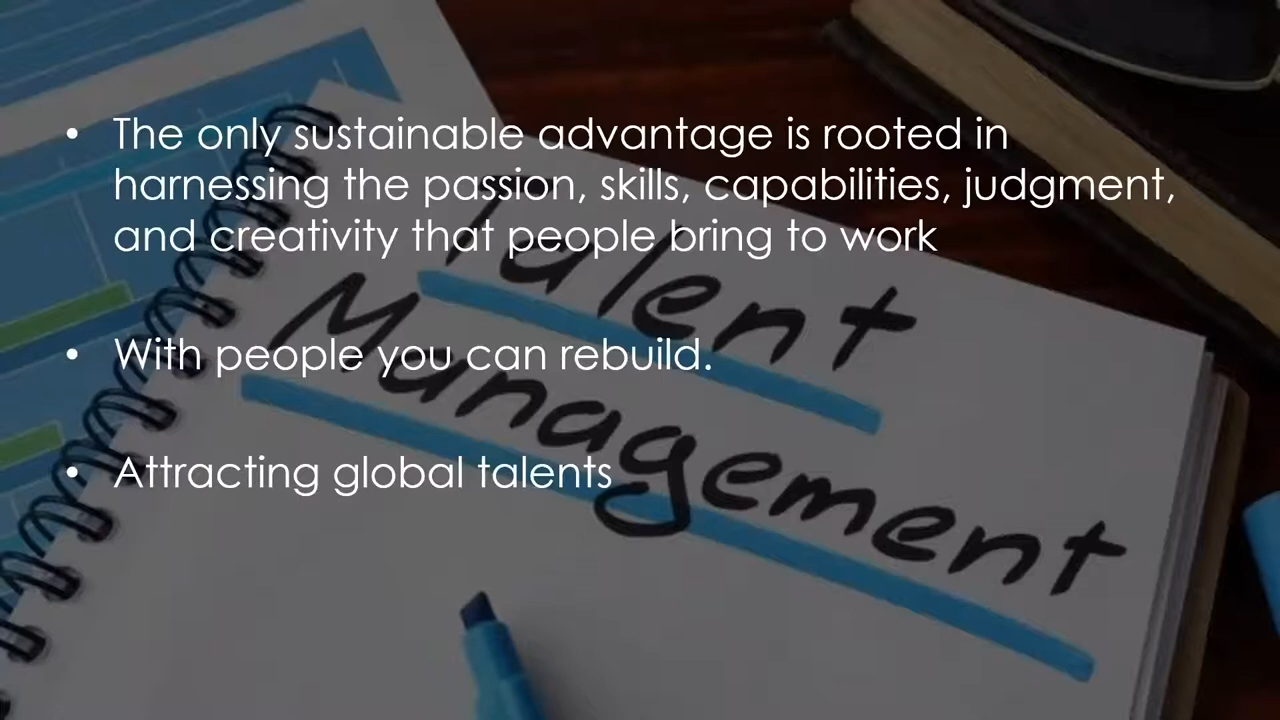 • The only sustainable advantage is rooted in
harnessing the passion, skills, capabilities, judgment,
and creativity that people bring to work
• With people you can rebuild.
• Attracting global talents
Talent
Management